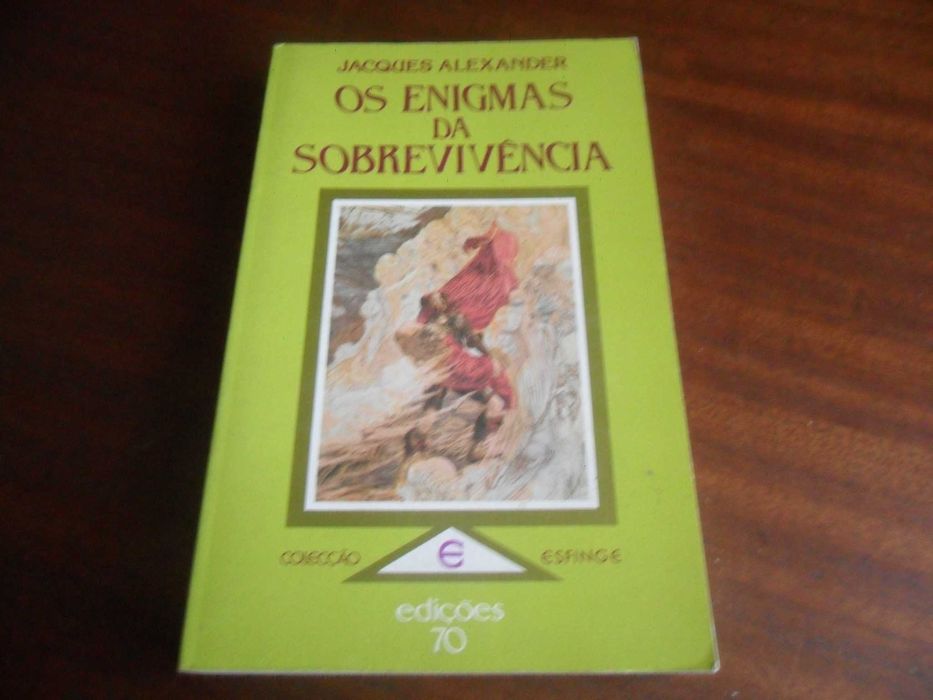 JACQUES ALEXANDER
OS ENIGMAS
DA
SOBREVIVÊNCIA
COLECÇÃO
E
ESFINGE
edições
70